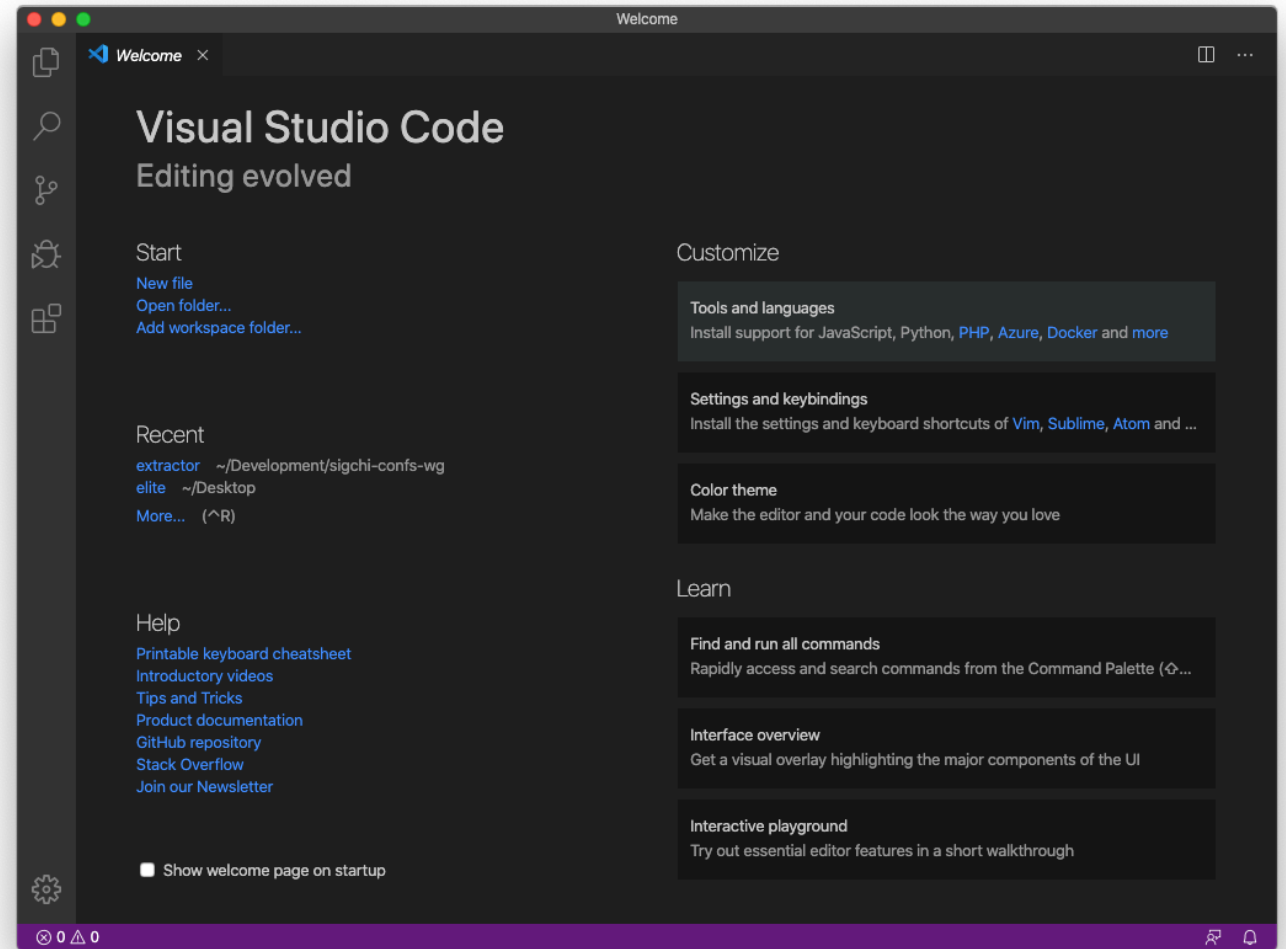 Welcome
Welcome
Visual Studio Code
Editing evolved
Start
New file
Open folder...
Add workspace folder...
Recent
extractor ~/Development/sigchi-confs-wg
elite ~/Desktop
More... (^R)
Help
Printable keyboard cheatsheet
Introductory videos
Tips and Tricks
Product documentation
GitHub repository
Stack Overflow
Join our Newsletter
Show welcome page on startup
Customize
Tools and languages
Install support for JavaScript, Python, PHP, Azure, Docker and more
Settings and keybindings
Install the settings and keyboard shortcuts of Vim, Sublime, Atom and ...
Color theme
Make the editor and your code look the way you love
Learn
Find and run all commands
Rapidly access and search commands from the Command Palette (⇧...
Interface overview
Get a visual overlay highlighting the major components of the UI
Interactive playground
Try out essential editor features in a short walkthrough
0 0